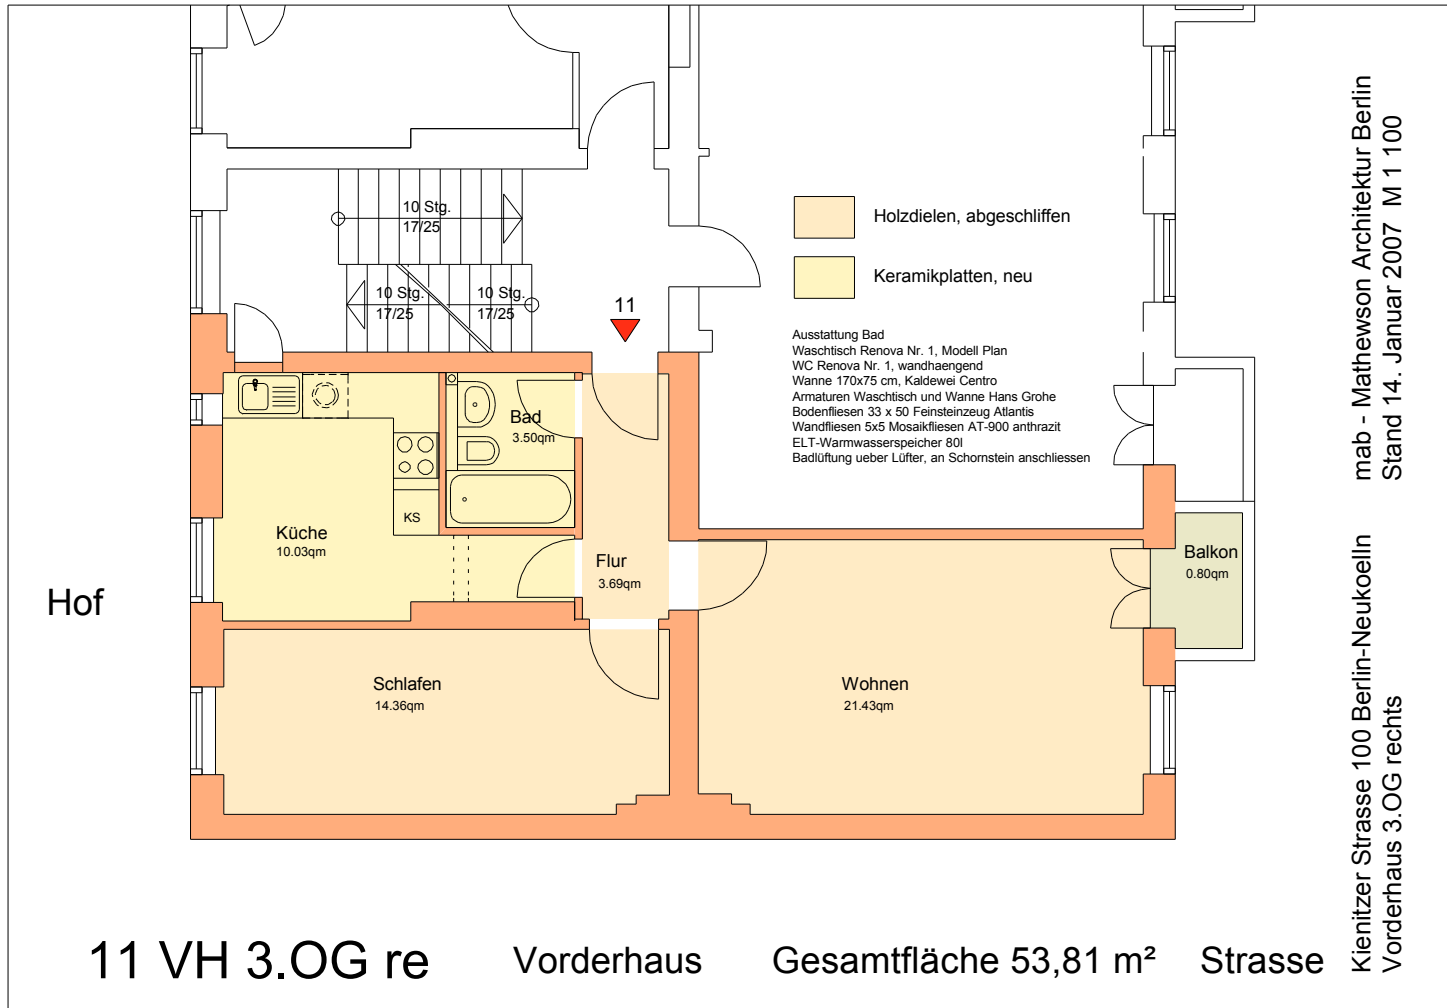 10 Stg.
17/25
10 Stg.
17/25
10 Stg.
17/25
11
Holzdielen, abgeschliffen
Keramikplatten, neu
Ausstattung Bad
Waschtisch Renova Nr. 1, Modell Plan
WC Renova Nr. 1, wandhaengend
Wanne 170x75 cm, Kaldewei Centro
Armaturen Waschtisch und Wanne Hans Grohe
Bodenfliesen 33 x 50 Feinsteinzeug Atlantis
Wandfliesen 5x5 Mosaikfliesen AT-900 anthrazit
ELT-Warmwasserspeicher 80l
Badlüftung ueber Lüfter, an Schornstein anschliessen
Bad
3.50qm
KS
Küche
10.03qm
Flur
3.69qm
Balkon
0.80qm
Hof
Schlafen
14.36qm
Wohnen
21.43qm
mab - Mathewson Architektur Berlin
Stand 14. Januar 2007 M 1 100
Kienitzer Strasse 100 Berlin-Neukoelln
Vorderhaus 3.OG rechts
11 VH 3.OG re Vorderhaus Gesamtfläche 53,81 m² Strasse